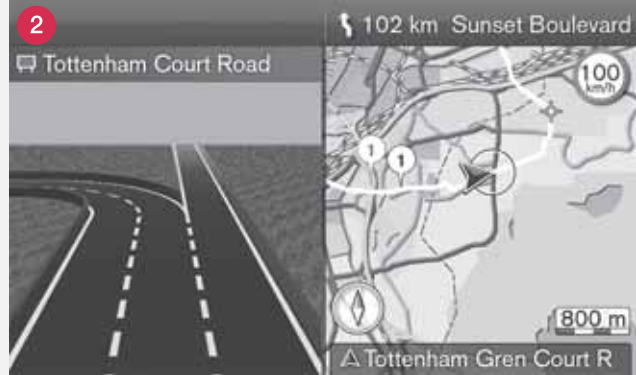 2
102 km Sunset Boulevard
Tottenham Court Road
100
km/h
1
1
800 m
Tottenham Gren Court R